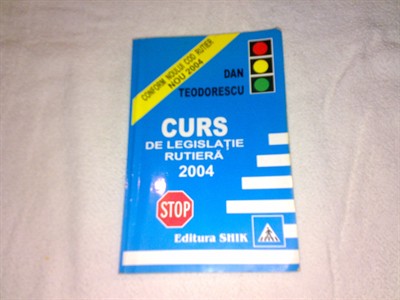 CONFORM NOULUI COD RUTIER
NOU 2004
DAN
TEODORESCU
CURS
DE LEGISLAȚIE
RUTIERĂ
2004
STOP
Editura SHIK